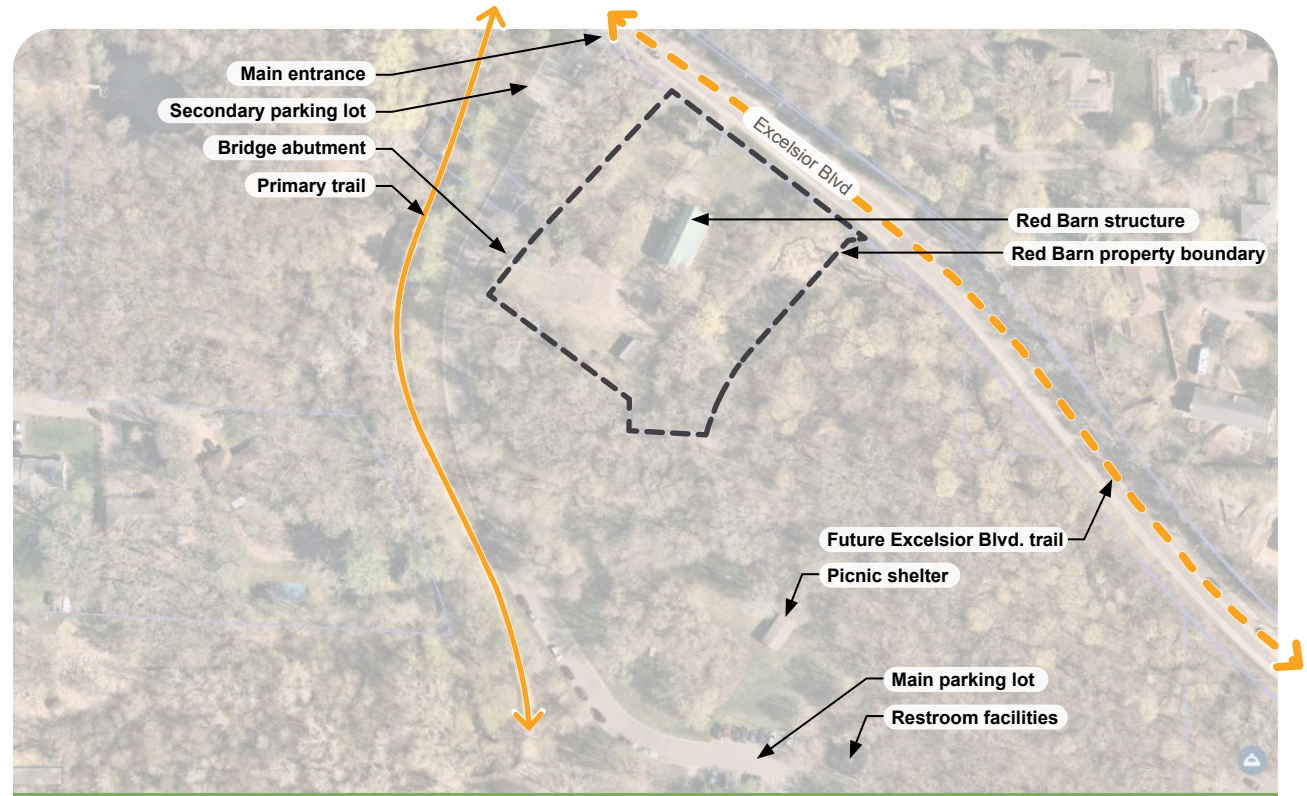 Main entrance
Secondary parking lot
Bridge abutment
Primary trail
Excelsior Blvd
Red Barn structure
Red Barn property boundary
Future Excelsior Blvd. trail
Picnic shelter
Main parking lot
Restroom facilities